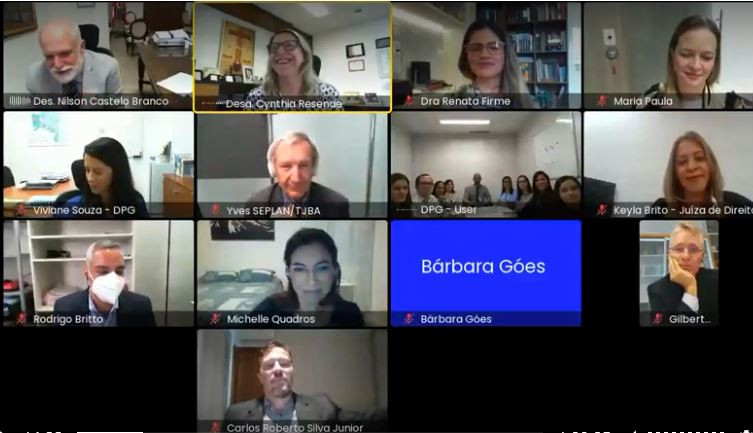 Des. Nilson Castelo Branco
Desa. Cynthia Resende
Dra Renata Firme
Maria Paula
Viviane Souza - DPG
Yves SEPLAN/TJBA
DPG - User
Keyla Brito - Juíza de Direit
Rodrigo Britto
Michelle Quadros
Bárbara Góes
Bárbara Góes
Gilbert...
Carlos Roberto Silva Junior